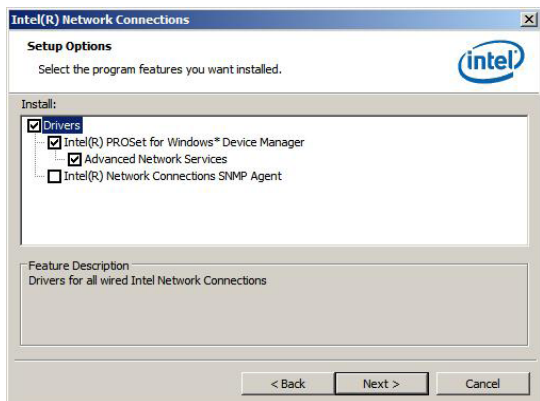 Intel(R) Network Connections
Setup Options
Select the program features you want installed.
intel
Install:
Drivers
Intel(R) PROSet for Windows* Device Manager
Advanced Network Services
Intel(R) Network Connections SNMP Agent
Feature Description
Drivers for all wired Intel Network Connections
< Back
Next >
Cancel